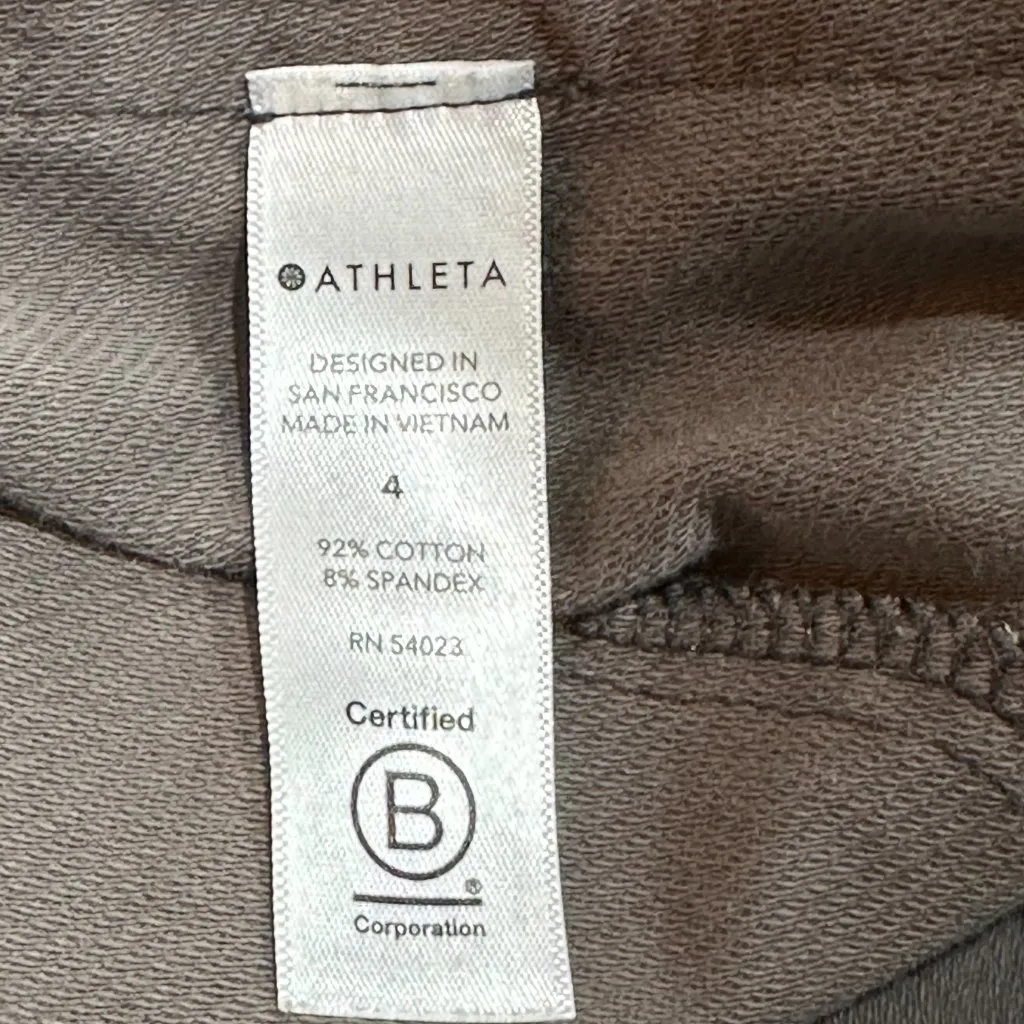 ATHLETA
DESIGNED IN
SAN FRANCISCO
MADE IN VIETNAM
4
92% COTTON
8% SPANDEX
RN 54023
Certified
B
®
Corporation